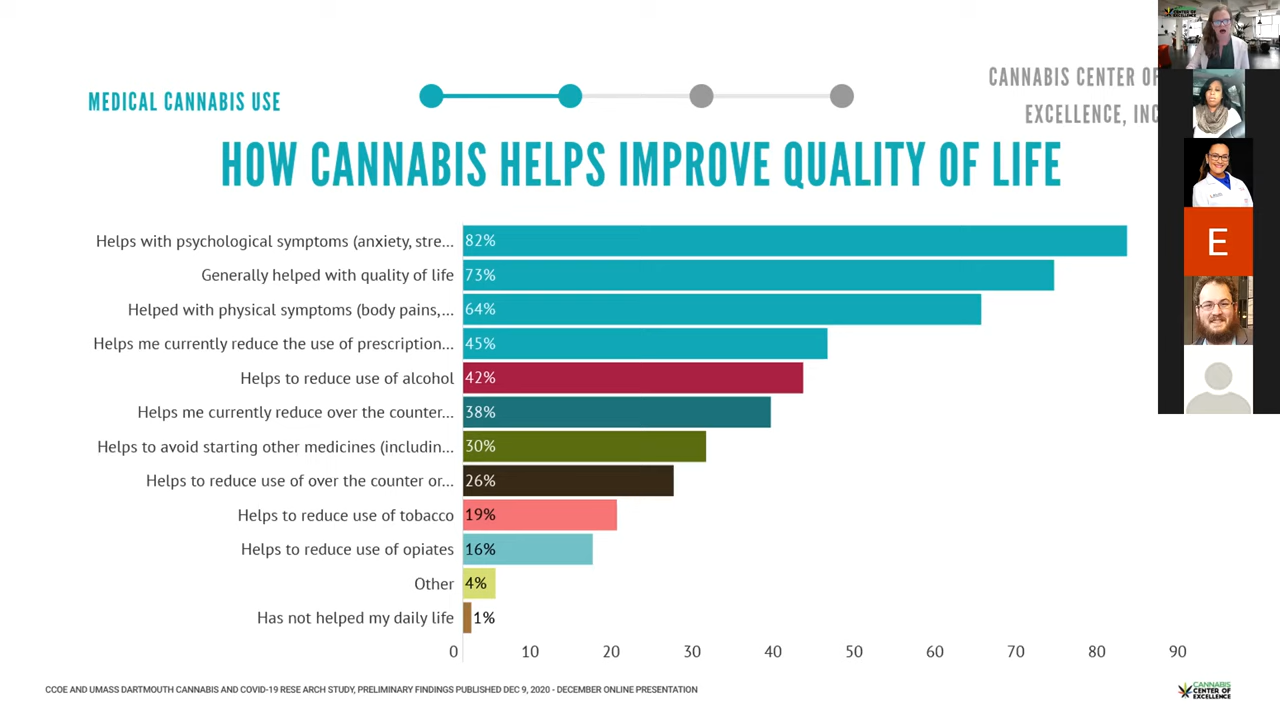 MEDICAL CANNABIS USE
CANNABIS CENTER OF
EXCELLENCE, INC
HOW CANNABIS HELPS IMPROVE QUALITY OF LIFE
Helps with psychological symptoms (anxiety, stre... 82%
Generally helped with quality of life 73%
Helped with physical symptoms (body pains,... 64%
Helps me currently reduce the use of prescription... 45%
Helps to reduce use of alcohol 42%
Helps me currently reduce over the counter... 38%
Helps to avoid starting other medicines (includin... 30%
Helps to reduce use of over the counter or... 26%
Helps to reduce use of tobacco 19%
Helps to reduce use of opiates 16%
Other 4%
Has not helped my daily life 1%
0 10 20 30 40 50 60 70 80 90
CCOE AND UMASS DARTMOUTH CANNABIS AND COVID-19 RESE ARCH STUDY, PRELIMINARY FINDINGS PUBLISHED DEC 9, 2020 - DECEMBER ONLINE PRESENTATION
CANNABIS
CENTER OF
EXCELLENCE
CANNABIS
CENTER OF
EXCELLENCE
E